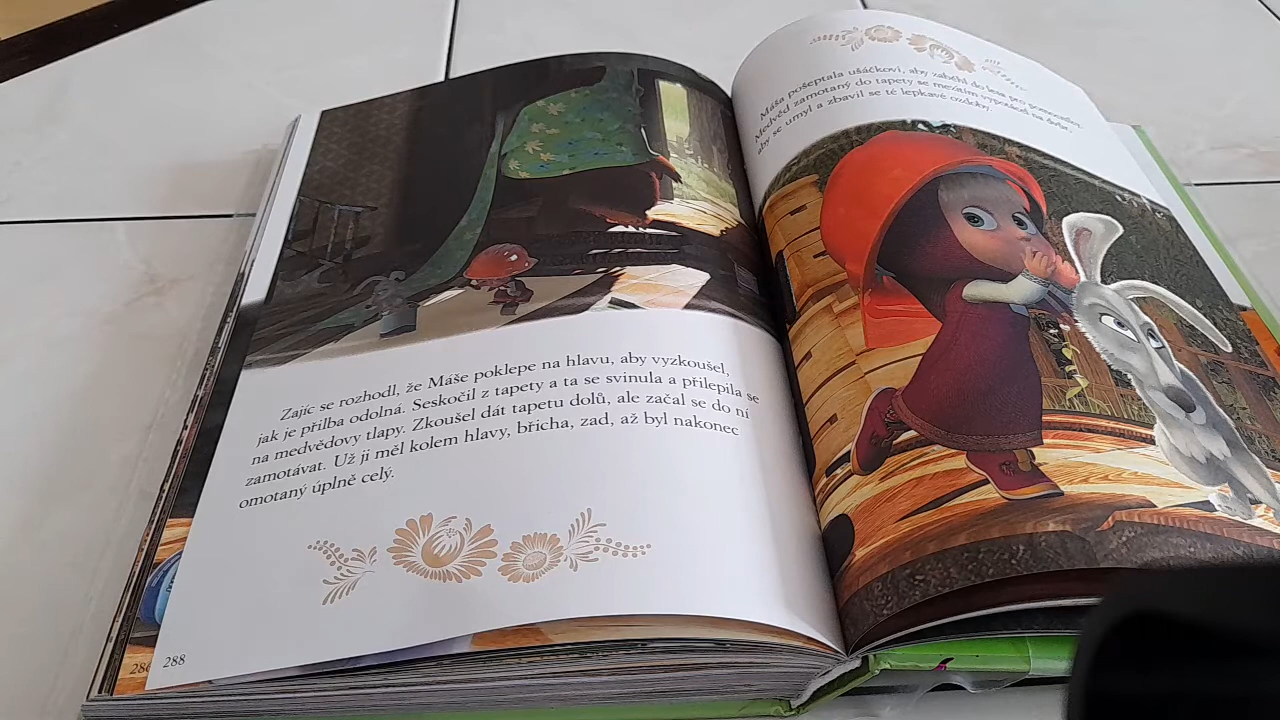 Zajíc se rozhodl, že Máše poklepe na hlavu, aby vyzkoušel,
jak je přilba odolná. Seskočil z tapety a ta se svinula a přilepila se
na medvědovy tlapy. Zkoušel dát tapetu dolů, ale začal se do ní
zamotávat. Už ji měl kolem hlavy, břicha, zad, až byl nakonec
omotaný úplně celý.
286
288
Máša pošeptala ušáčkovi, aby zaběhl do lesa pro pomocníky.
Medvěd zamotaný do tapety se mezitím vypotácel na dvůr,
aby se umyl a zbavil se té lepkavé ozdoby.